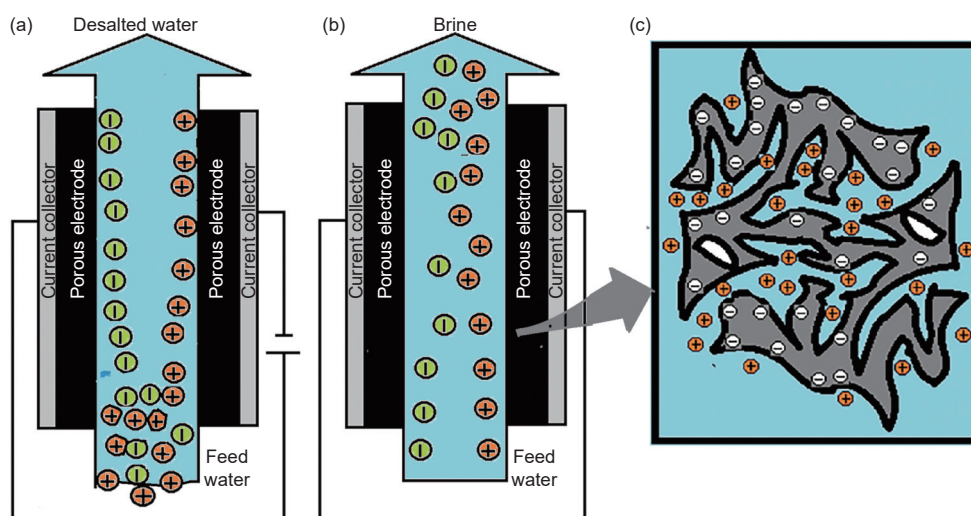 (a)
Desalted water
Current collector
Porous electrode
Porous electrode
Current collector
Feed
water
(b)
Brine
Current collector
Porous electrode
Porous electrode
Current collector
Feed
water
(c)